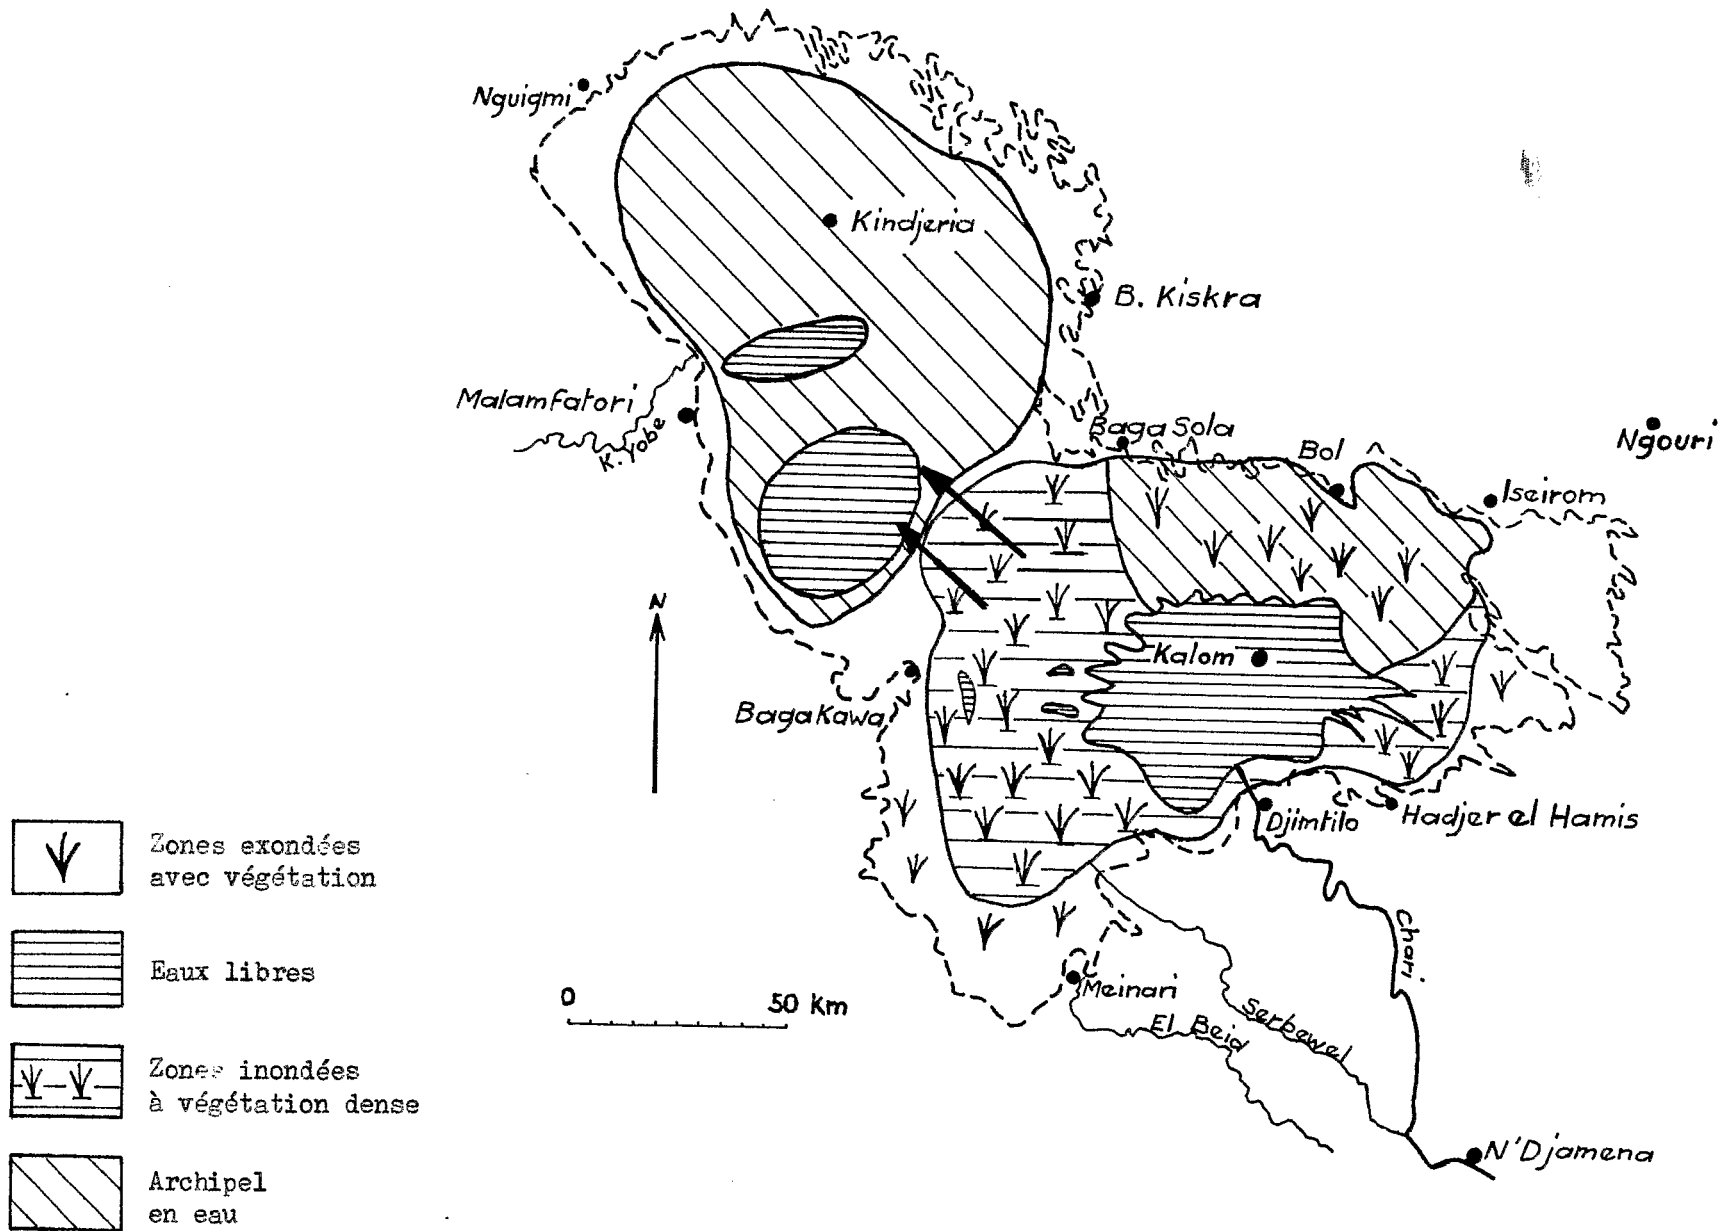 Nguigmi
Kindjeria
B. Kiskra
Malamfatori
K. Yobe
Baga Sola
Bol
Ngouri
Iseirom
N
Kalom
Baga Kawa
Djimtilo
Hadjer el Hamis
Chari
Meinari
Serbewel
El Beid
N'Djamena
0 50 Km
Zones exondées
avec végétation
Eaux libres
Zones inondées
à végétation dense
Archipel
en eau